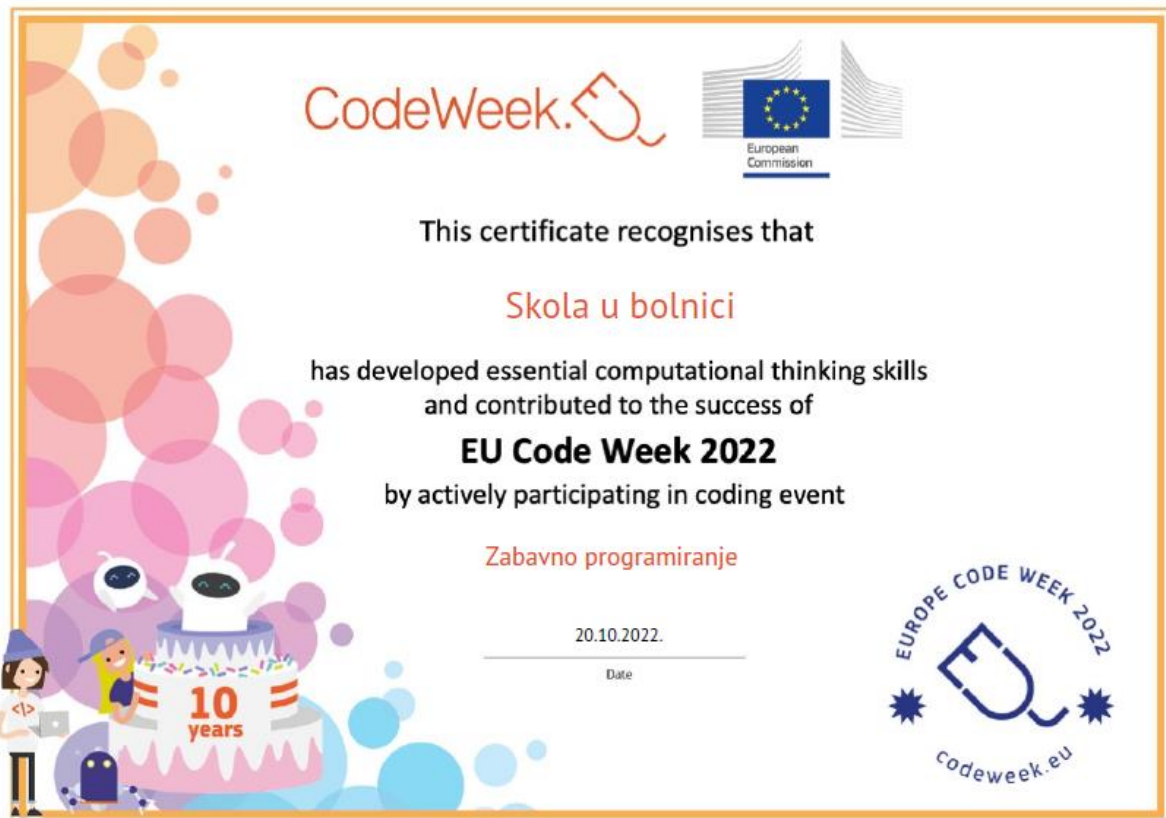 CodeWeek.EU
European
Commission
This certificate recognises that
Skola u bolnici
has developed essential computational thinking skills
and contributed to the success of
EU Code Week 2022
by actively participating in coding event
Zabavno programiranje
20.10.2022.
Date
10
years
</>
EUROPE CODE WEEK 2022
EU
codeweek.eu